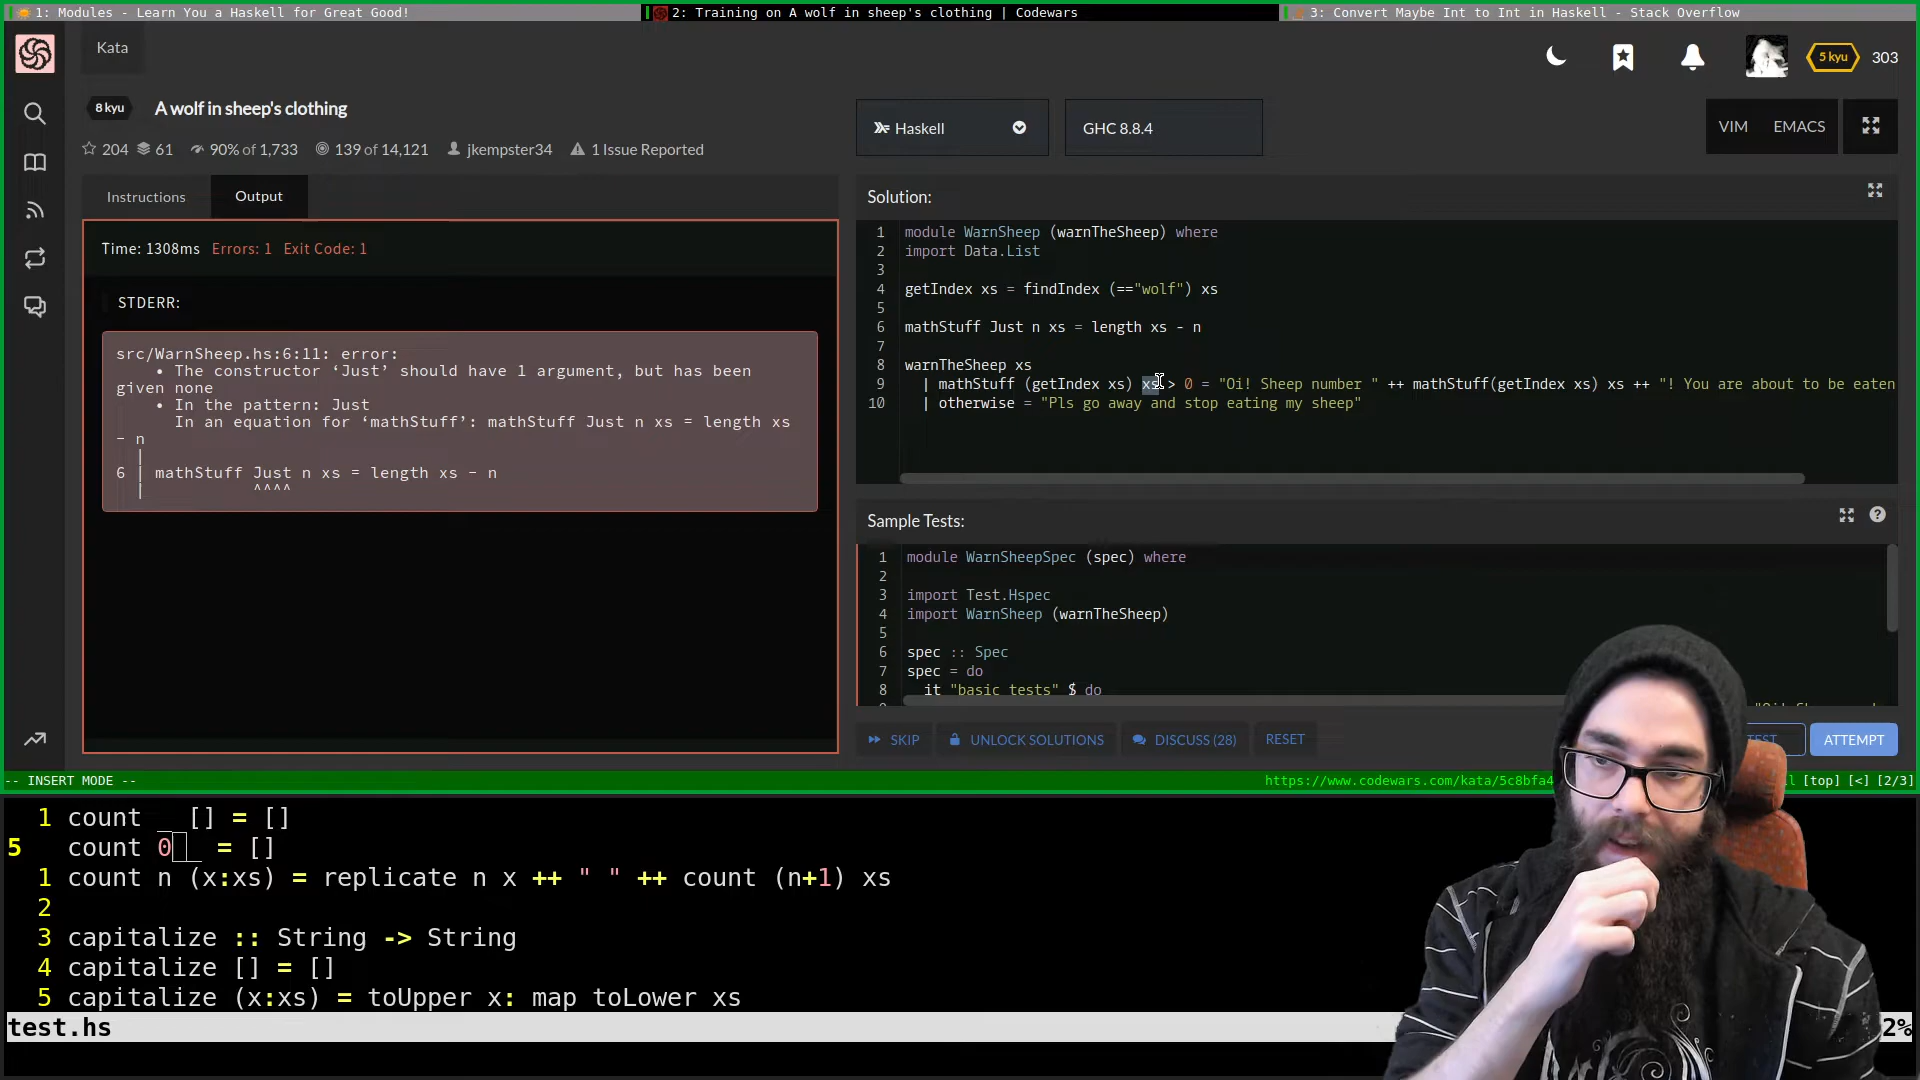 1: Modules - Learn You a Haskell for Great Good!
2: Training on A wolf in sheep's clothing | Codewars
3: Convert Maybe Int to Int in Haskell - Stack Overflow
Kata
5 kyu
303
8 kyu
A wolf in sheep's clothing
204 61 90% of 1,733 139 of 14,121 jkempster34 1 Issue Reported
Haskell
GHC 8.8.4
VIM
EMACS
Instructions
Output
Time: 1308ms Errors: 1 Exit Code: 1
STDERR:
src/WarnSheep.hs:6:11: error:
• The constructor ‘Just’ should have 1 argument, but has been
given none
• In the pattern: Just
In an equation for ‘mathStuff’: mathStuff Just n xs = length xs
- n
|
6 | mathStuff Just n xs = length xs - n
| ^^^^
Solution:
1 module WarnSheep (warnTheSheep) where
2 import Data.List
3
4 getIndex xs = findIndex (=="wolf") xs
5
6 mathStuff Just n xs = length xs - n
7
8 warnTheSheep xs
9 | mathStuff (getIndex xs) xs > 0 = "Oi! Sheep number " ++ mathStuff(getIndex xs) xs ++ "! You are about to be eaten
10 | otherwise = "Pls go away and stop eating my sheep"
Sample Tests:
1 module WarnSheepSpec (spec) where
2
3 import Test.Hspec
4 import WarnSheep (warnTheSheep)
5
6 spec :: Spec
7 spec = do
8 it "basic tests" $ do
SKIP
UNLOCK SOLUTIONS
DISCUSS (28)
RESET
TEST
ATTEMPT
-- INSERT MODE --
https://www.codewars.com/kata/5c8bfa4
[top] [<] [2/3]
1 count _ [] = []
5 count 0 _ = []
1 count n (x:xs) = replicate n x ++ " " ++ count (n+1) xs
2
3 capitalize :: String -> String
4 capitalize [] = []
5 capitalize (x:xs) = toUpper x: map toLower xs
test.hs
2%